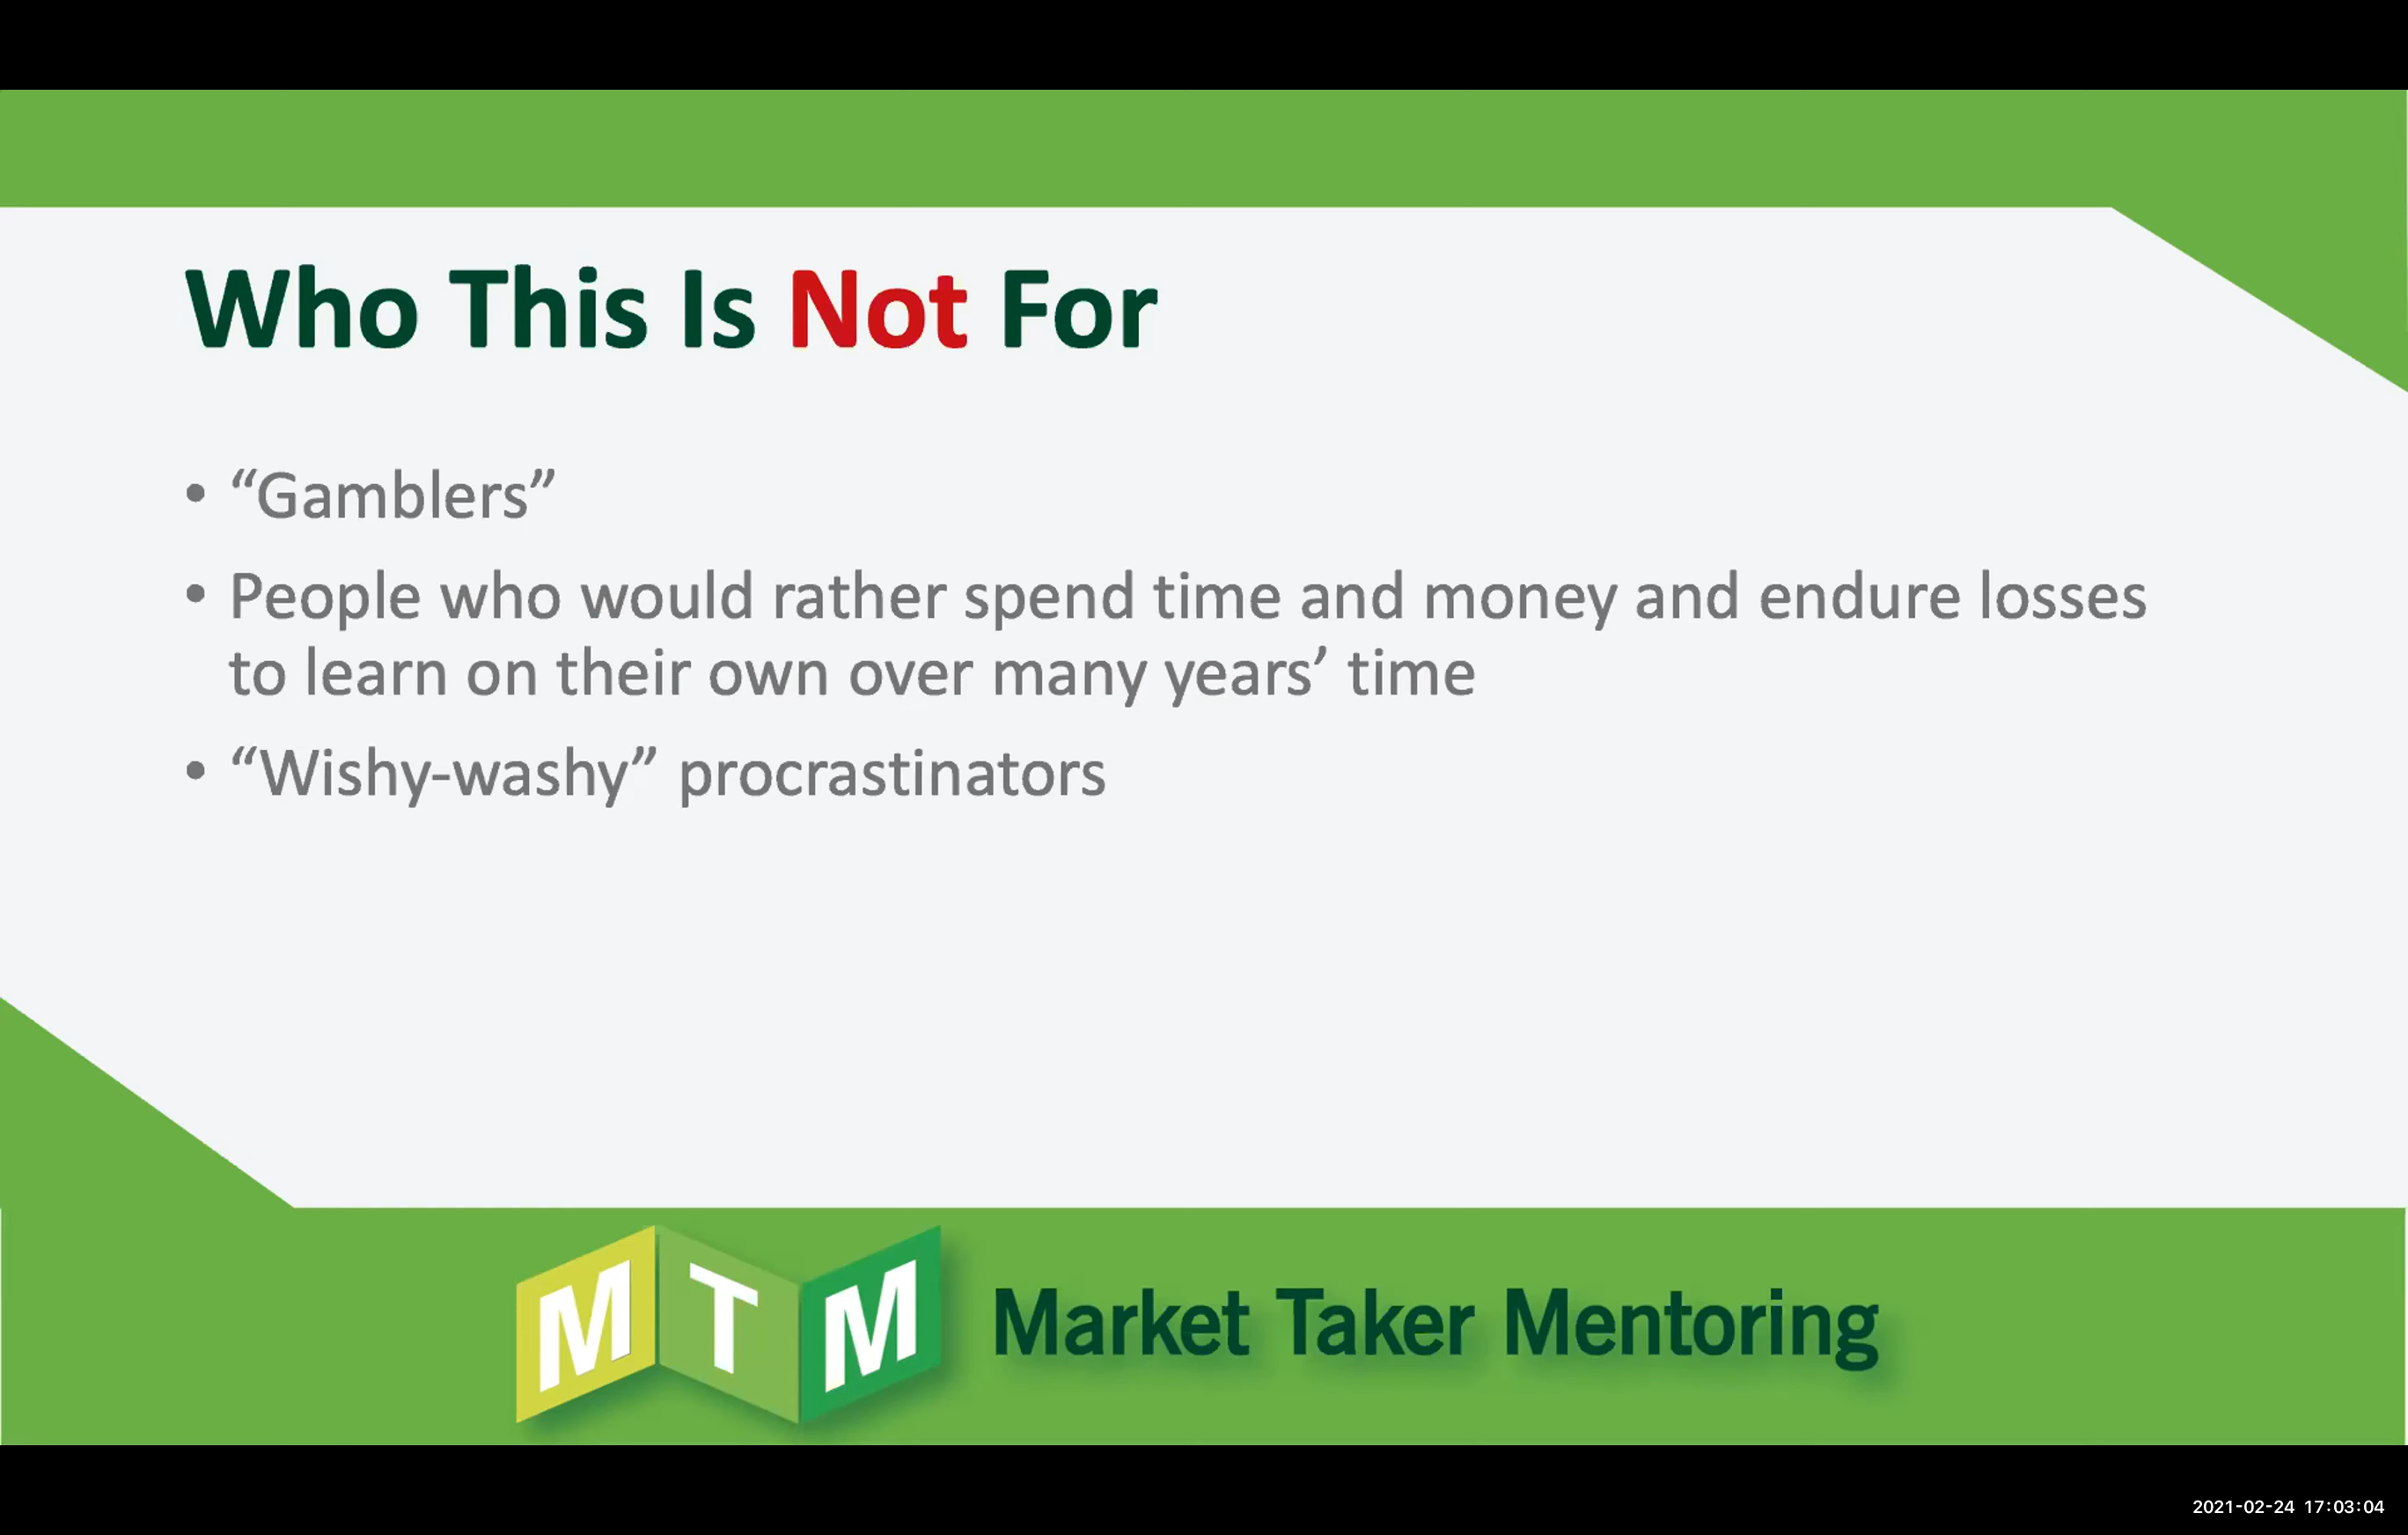 Who This Is Not For
• “Gamblers”
• People who would rather spend time and money and endure losses
to learn on their own over many years’ time
• “Wishy-washy” procrastinators
MTM Market Taker Mentoring
2021-02-24 17:03:04